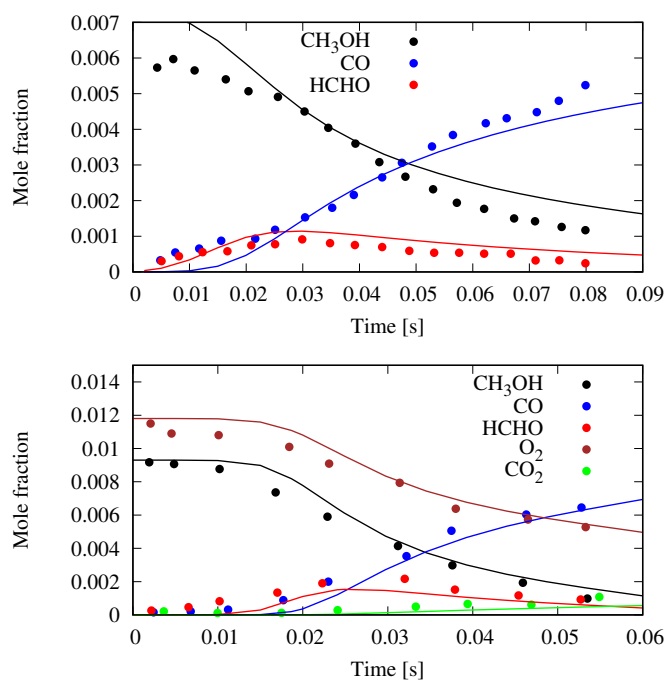 0.007
0.006
0.005
0.004
0.003
0.002
0.001
0
Mole fraction
CH₃OH
CO
HCHO
0 0.01 0.02 0.03 0.04 0.05 0.06 0.07 0.08 0.09
Time [s]
0.014
0.012
0.01
0.008
0.006
0.004
0.002
0
Mole fraction
CH₃OH
CO
HCHO
O₂
CO₂
0 0.01 0.02 0.03 0.04 0.05 0.06
Time [s]